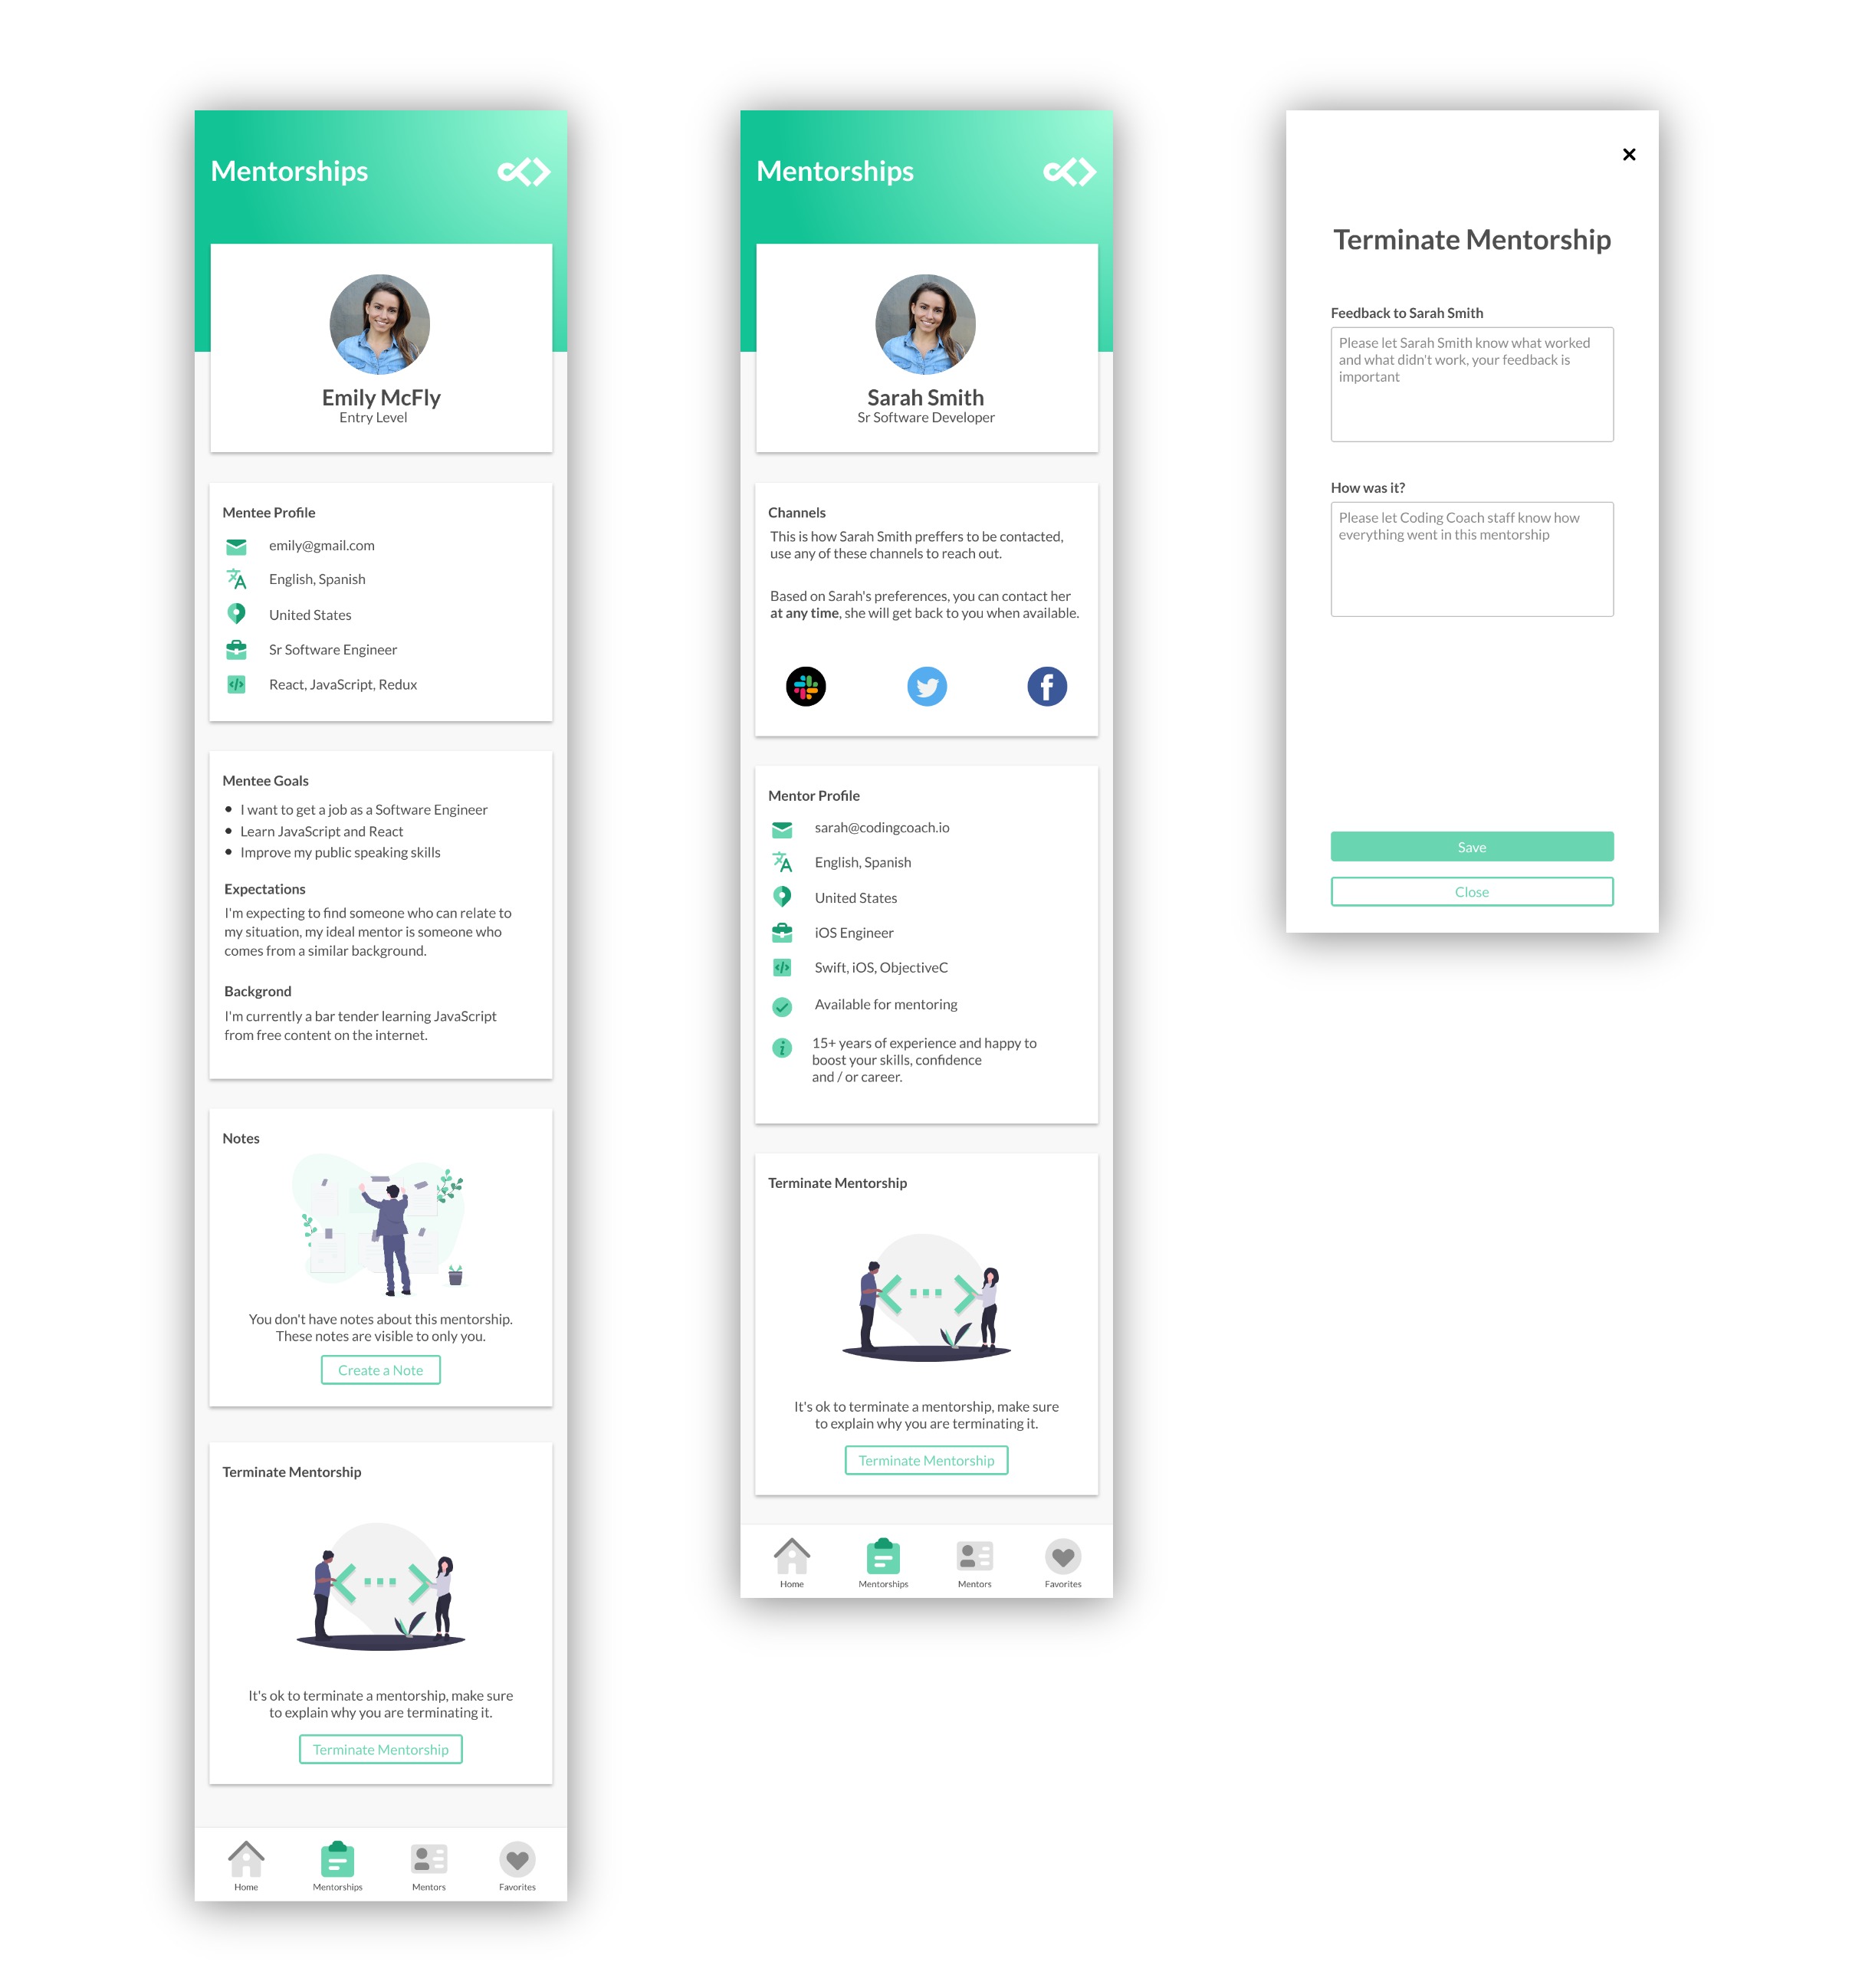 Mentorships
Emily McFly
Entry Level
Mentee Profile
emily@gmail.com
English, Spanish
United States
Sr Software Engineer
React, JavaScript, Redux
Mentee Goals
I want to get a job as a Software Engineer
Learn JavaScript and React
Improve my public speaking skills
Expectations
I'm expecting to find someone who can relate to
my situation, my ideal mentor is someone who
comes from a similar background.
Backgrond
I'm currently a bar tender learning JavaScript
from free content on the internet.
Notes
You don't have notes about this mentorship.
These notes are visible to only you.
Create a Note
Terminate Mentorship
It's ok to terminate a mentorship, make sure
to explain why you are terminating it.
Terminate Mentorship
Home
Mentorships
Mentors
Favorites
Mentorships
Sarah Smith
Sr Software Developer
Channels
This is how Sarah Smith preffers to be contacted,
use any of these channels to reach out.
Based on Sarah's preferences, you can contact her
at any time, she will get back to you when available.
Mentor Profile
sarah@codingcoach.io
English, Spanish
United States
iOS Engineer
Swift, iOS, ObjectiveC
Available for mentoring
15+ years of experience and happy to
boost your skills, confidence
and / or career.
Terminate Mentorship
It's ok to terminate a mentorship, make sure
to explain why you are terminating it.
Terminate Mentorship
Home
Mentorships
Mentors
Favorites
Terminate Mentorship
Feedback to Sarah Smith
Please let Sarah Smith know what worked
and what didn't work, your feedback is
important
How was it?
Please let Coding Coach staff know how
everything went in this mentorship
Save
Close